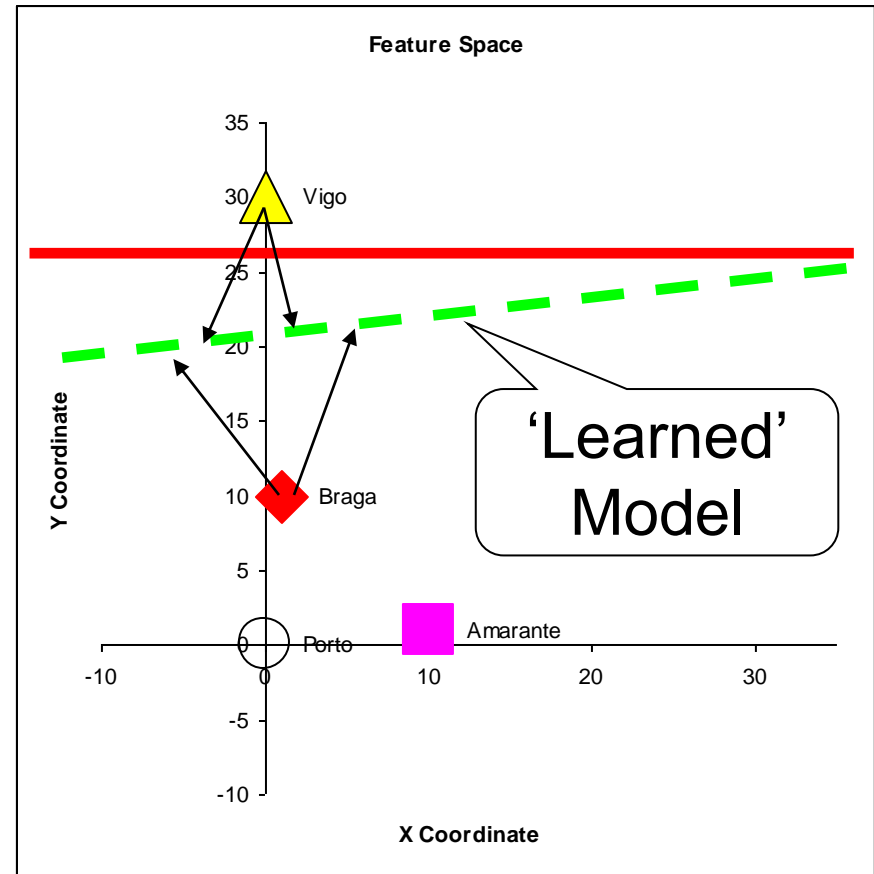 Feature Space
35
30
Vigo
25
20
15
10
Braga
5
0
Porto
Amarante
-10
0
10
20
30
-5
-10
Y Coordinate
X Coordinate
‘Learned’
Model